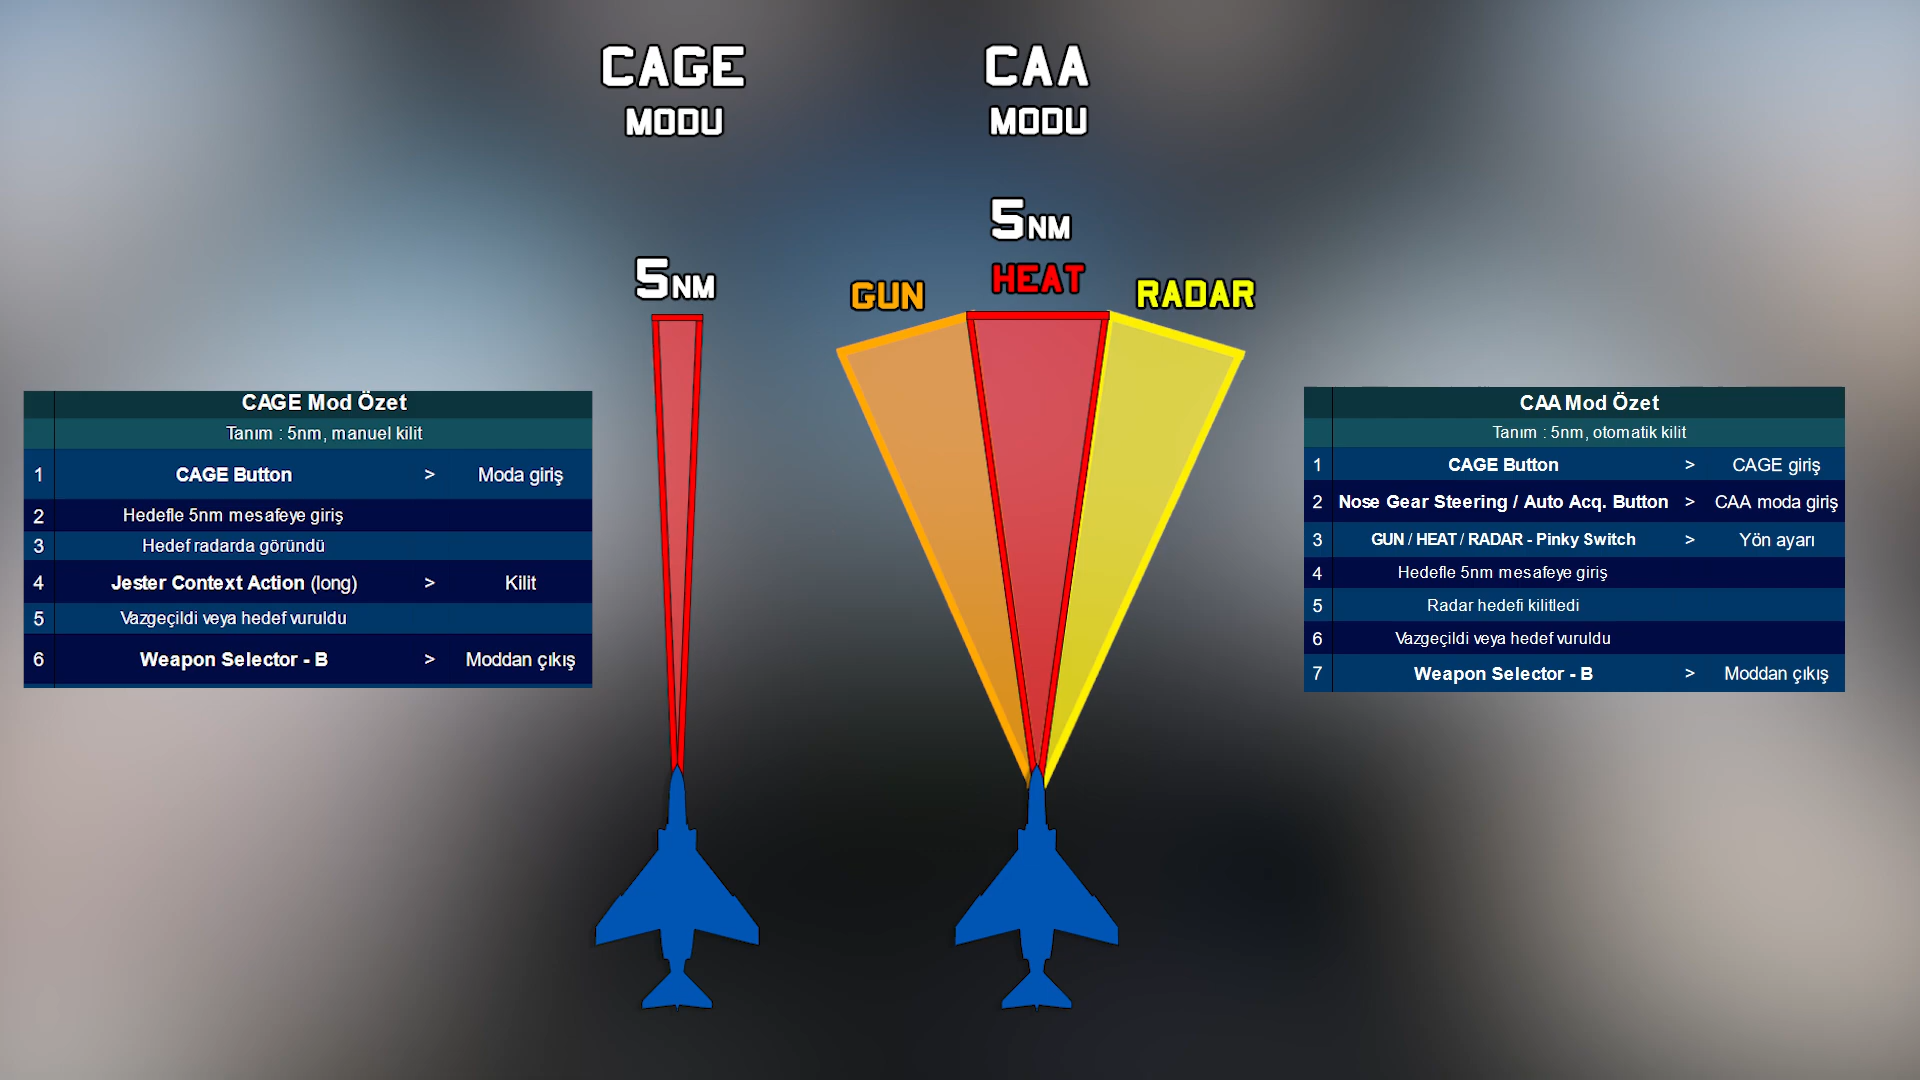 CAGE
MODU
CAA
MODU
5NM
5NM
HEAT
GUN
RADAR
CAGE Mod Özet
Tanım : 5nm, manuel kilit
1 CAGE Button > Moda giriş
2 Hedefle 5nm mesafeye giriş
3 Hedef radarda göründü
4 Jester Context Action (long) > Kilit
5 Vazgeçildi veya hedef vuruldu
6 Weapon Selector - B > Moddan çıkış
CAA Mod Özet
Tanım : 5nm, otomatik kilit
1 CAGE Button > CAGE giriş
2 Nose Gear Steering / Auto Acq. Button > CAA moda giriş
3 GUN / HEAT / RADAR - Pinky Switch > Yön ayarı
4 Hedefle 5nm mesafeye giriş
5 Radar hedefi kilitledi
6 Vazgeçildi veya hedef vuruldu
7 Weapon Selector - B > Moddan çıkış